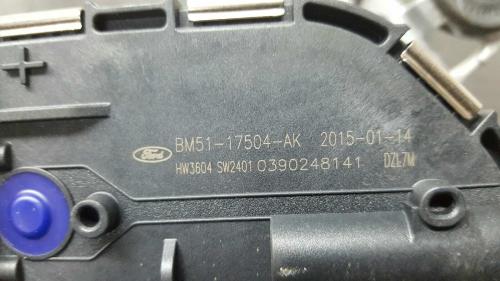 +
Ford BM51-17504-AK 2015-01-14
HW3604 SW2401 0390248141 DZL7M